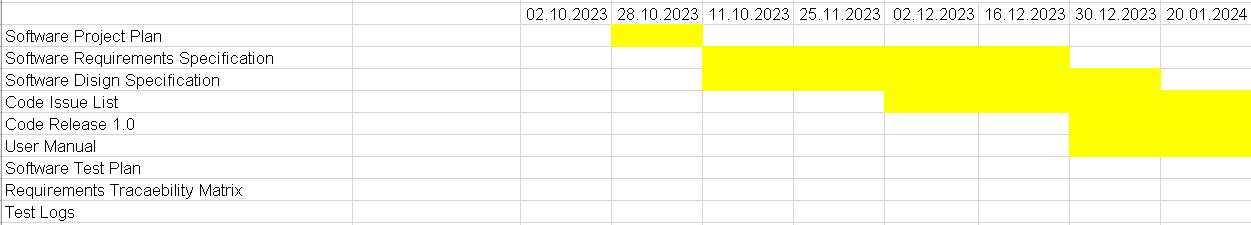 02.10.2023 28.10.2023 11.10.2023 25.11.2023 02.12.2023 16.12.2023 30.12.2023 20.01.2024
Software Project Plan
Software Requirements Specification
Software Disign Specification
Code Issue List
Code Release 1.0
User Manual
Software Test Plan
Requirements Tracaebility Matrix
Test Logs